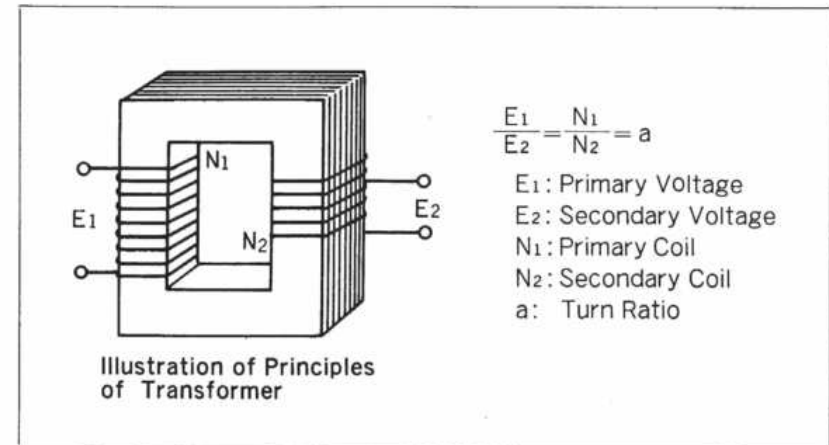 N1
E1
E2
N2
Illustration of Principles
of Transformer
E1/E2 = N1/N2 = a
E1: Primary Voltage
E2: Secondary Voltage
N1: Primary Coil
N2: Secondary Coil
a: Turn Ratio